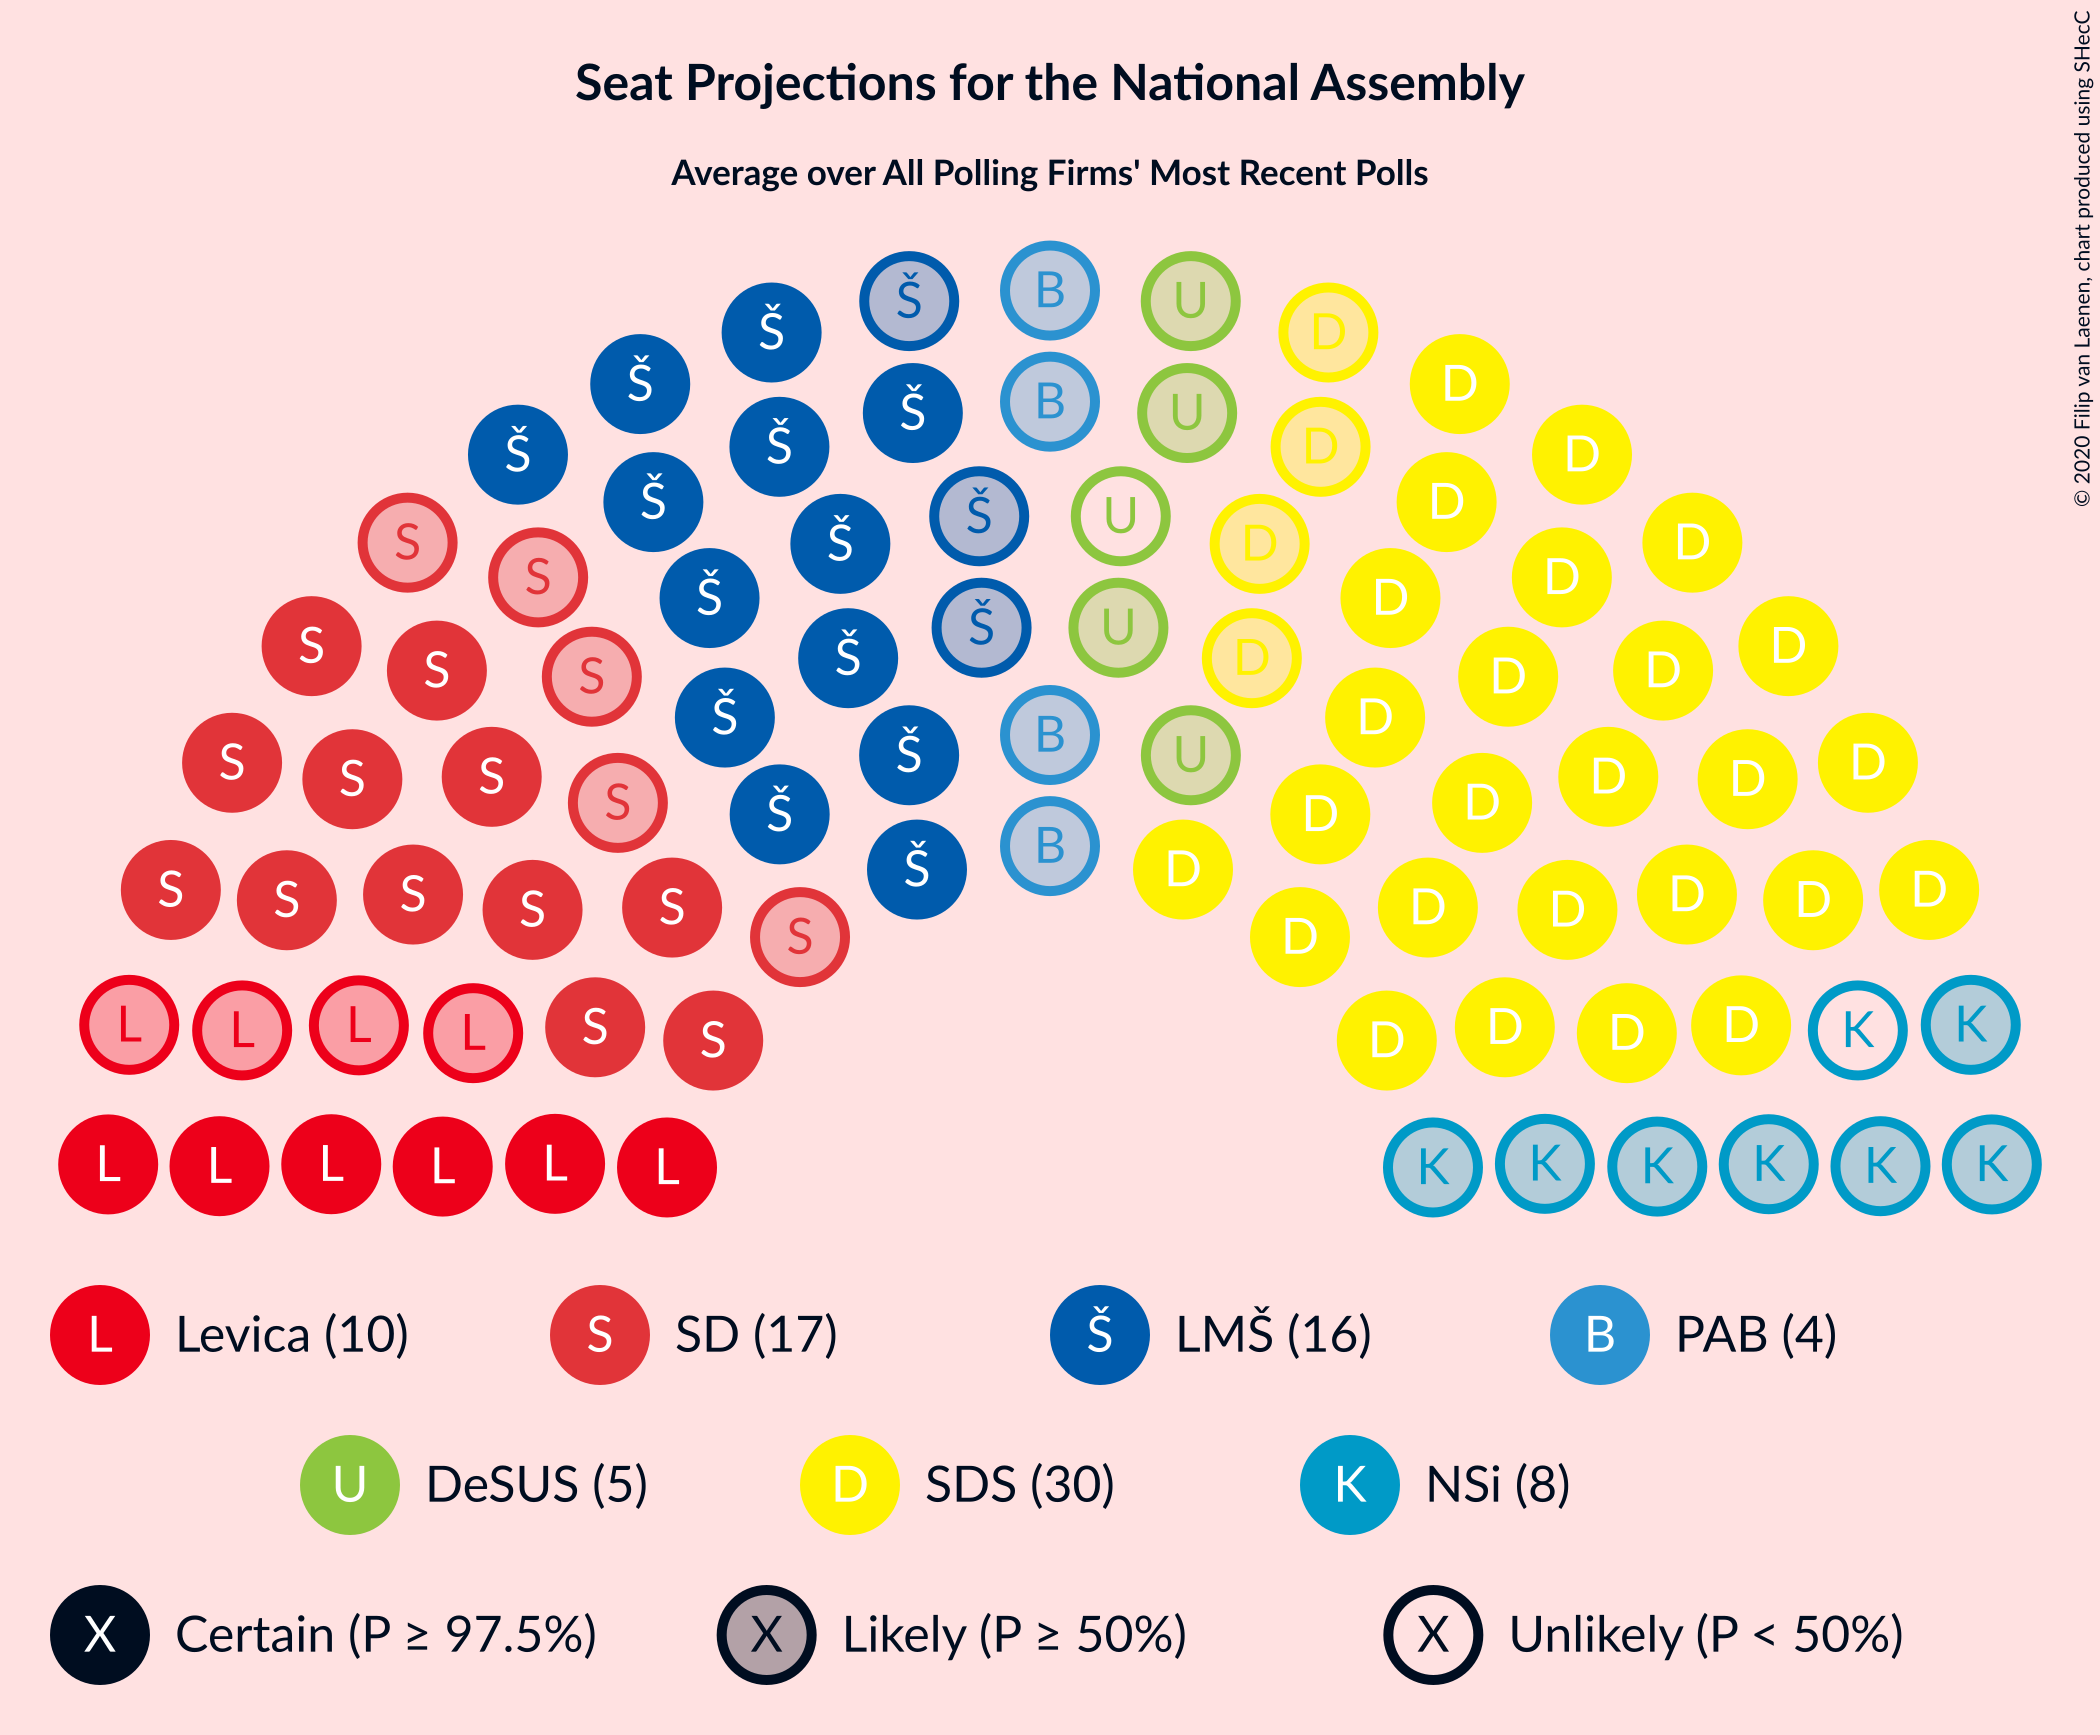 Seat Projections for the National Assembly
Average over All Polling Firms' Most Recent Polls
© 2020 Filip van Laenen, chart produced using SHecC
Š B U
Š D
Š D
Š B U
Š D
Š D
Š U
Š D
S D
Š D
S D
Š D
Š U
S D
Š D
S D
S D
Š D
Š B U
S D
S D
S D
S D
Š D
Š B D
S D
S D
S D
S D
S D
S D
L L L L S S D D D D K K
L L L L L L K K K K K K
L Levica (10) S SD (17) Š LMŠ (16) B PAB (4)
U DeSUS (5) D SDS (30) K NSi (8)
X Certain (P ≥ 97.5%) X Likely (P ≥ 50%) X Unlikely (P < 50%)